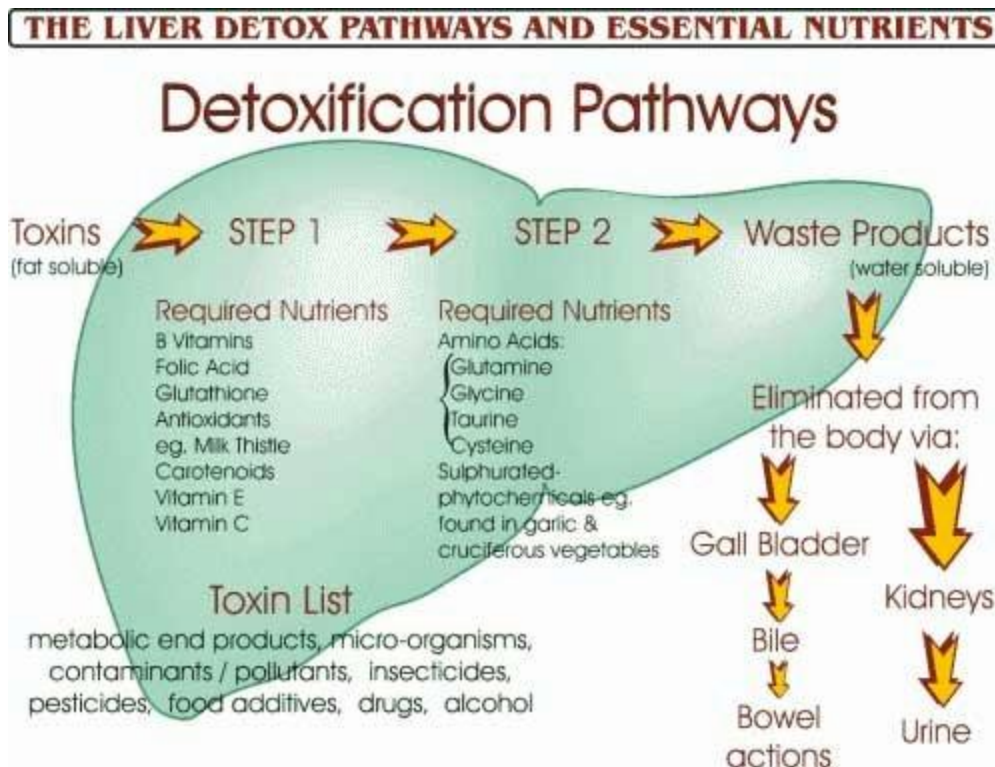 THE LIVER DETOX PATHWAYS AND ESSENTIAL NUTRIENTS
Detoxification Pathways
Toxins
(fat soluble)
STEP 1
STEP 2
Waste Products
(water soluble)
Required Nutrients
B Vitamins
Folic Acid
Glutathione
Antioxidants
eg. Milk Thistle
Carotenoids
Vitamin E
Vitamin C
Required Nutrients
Amino Acids:
Glutamine
Glycine
Taurine
Cysteine
Sulphurated-
phytochemicals eg.
found in garlic &
cruciferous vegetables
Eliminated from
the body via:
Gall Bladder
Bile
Bowel
actions
Kidneys
Urine
Toxin List
metabolic end products, micro-organisms,
contaminants / pollutants, insecticides,
pesticides, food additives, drugs, alcohol